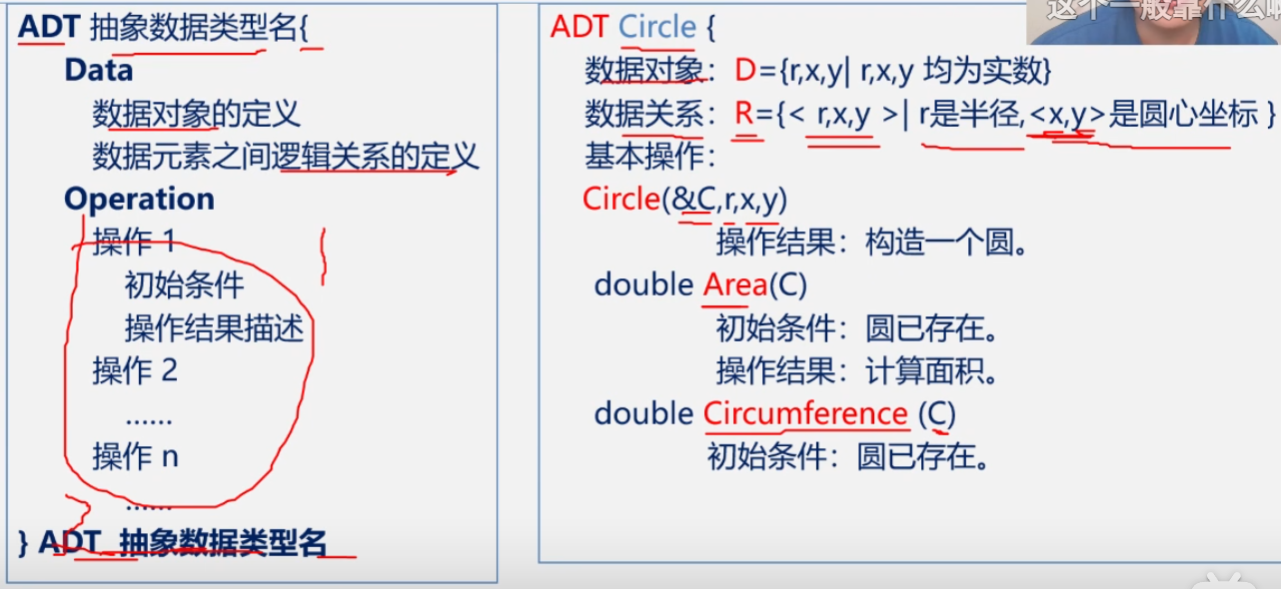 ADT 抽象数据类型名{
Data
数据对象的定义
数据元素之间逻辑关系的定义
Operation
操作 1
初始条件
操作结果描述
操作 2
......
操作 n
......
} ADT 抽象数据类型名
这个一般靠什么
ADT Circle {
数据对象：D={r,x,y| r,x,y 均为实数}
数据关系：R={< r,x,y >| r是半径,<x,y>是圆心坐标 }
基本操作：
Circle(&C,r,x,y)
操作结果：构造一个圆。
double Area(C)
初始条件：圆已存在。
操作结果：计算面积。
double Circumference (C)
初始条件：圆已存在。